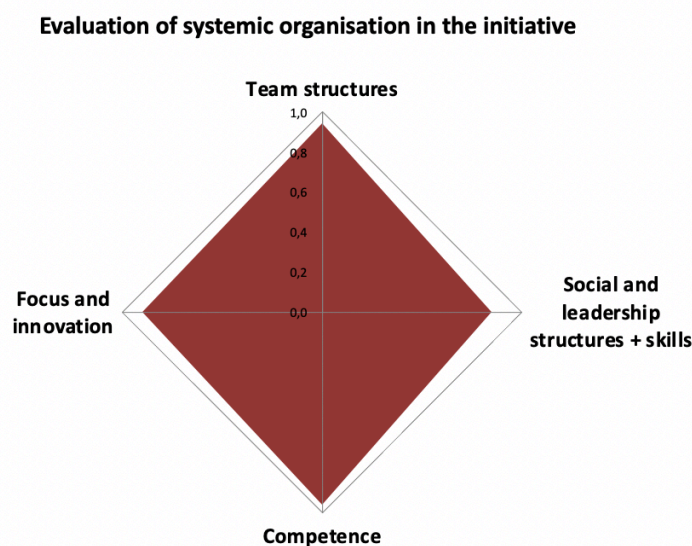 Evaluation of systemic organisation in the initiative
Team structures
1,0
0,8
0,6
0,4
0,2
0,0
Focus and
innovation
Social and
leadership
structures + skills
Competence